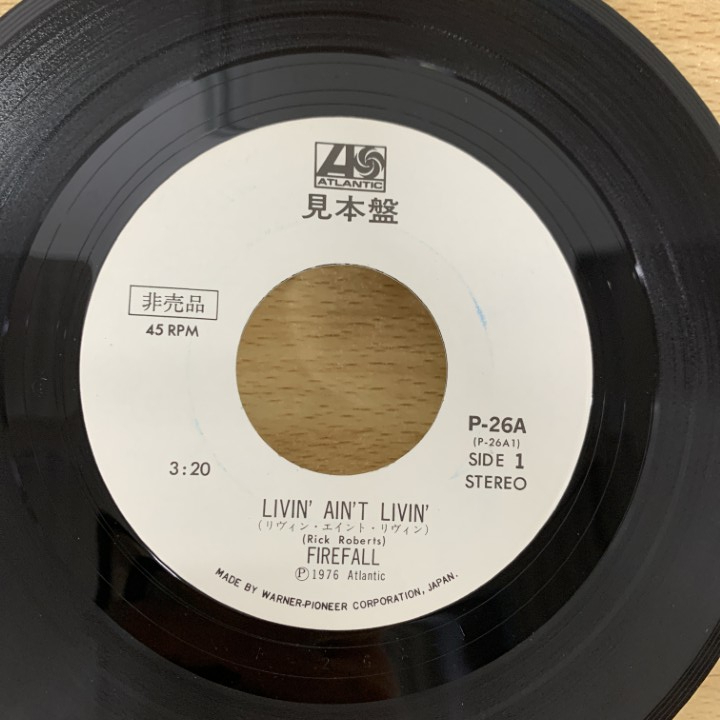 ATLANTIC
見本盤
非売品
45 RPM
P-26A
(P-26A1)
3:20
SIDE 1
STEREO
LIVIN' AIN'T LIVIN'
(リヴィン・エイント・リヴィン)
(Rick Roberts)
FIREFALL
Ⓟ1976 Atlantic
MADE BY WARNER-PIONEER CORPORATION, JAPAN.